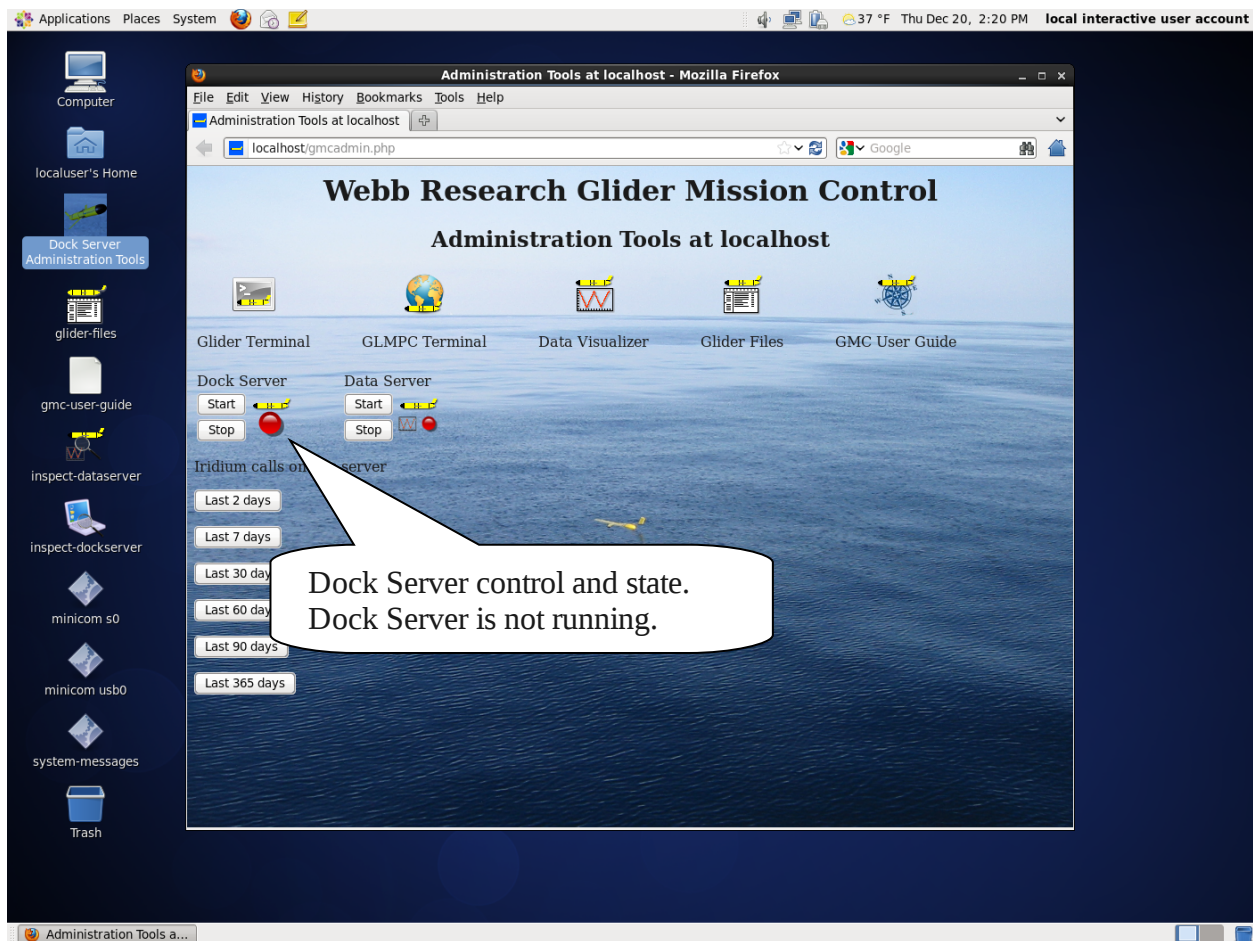 Applications Places System
37 °F Thu Dec 20, 2:20 PM local interactive user account
Computer
localuser's Home
Dock Server
Administration Tools
glider-files
gmc-user-guide
inspect-dataserver
inspect-dockserver
minicom s0
minicom usb0
system-messages
Trash
Administration Tools at localhost - Mozilla Firefox
File Edit View History Bookmarks Tools Help
Administration Tools at localhost
localhost/gmcadmin.php
Google
Webb Research Glider Mission Control
Administration Tools at localhost
Glider Terminal GLMPC Terminal Data Visualizer Glider Files GMC User Guide
Dock Server Data Server
Start Start
Stop Stop
Iridium calls on server
Last 2 days
Last 7 days
Last 30 day
Last 60 day
Last 90 days
Last 365 days
Dock Server control and state.
Dock Server is not running.
Administration Tools a...